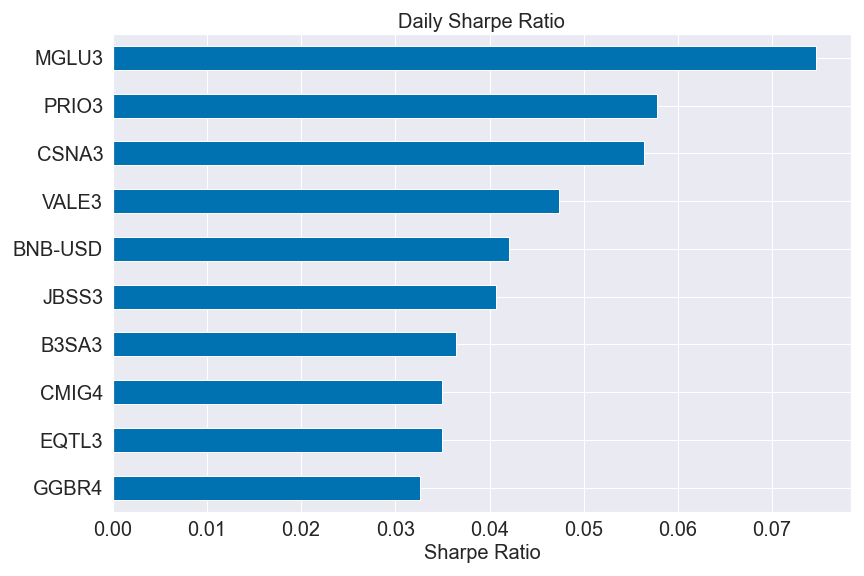 Daily Sharpe Ratio
MGLU3
PRIO3
CSNA3
VALE3
BNB-USD
JBSS3
B3SA3
CMIG4
EQTL3
GGBR4
0.00 0.01 0.02 0.03 0.04 0.05 0.06 0.07
Sharpe Ratio